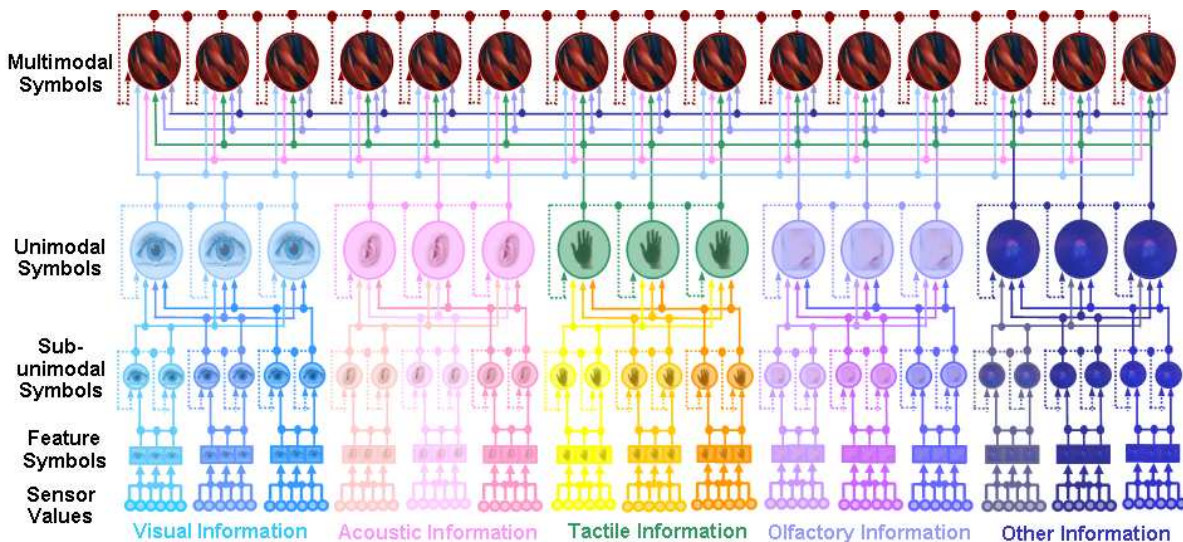 Multimodal
Symbols
Unimodal
Symbols
Sub-
unimodal
Symbols
Feature
Symbols
Sensor
Values
Visual Information
Acoustic Information
Tactile Information
Olfactory Information
Other Information